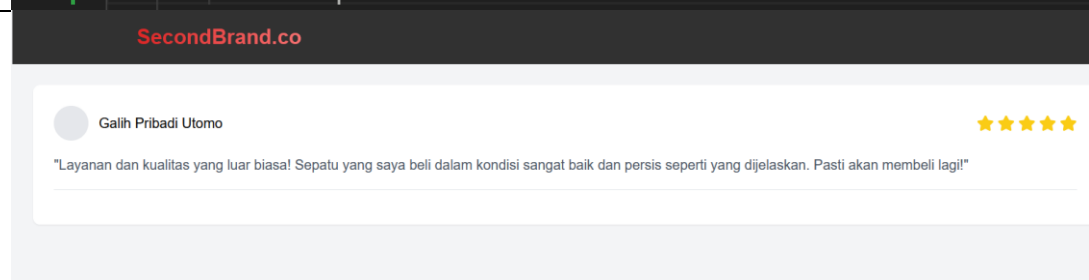 SecondBrand.co
Galih Pribadi Utomo
"Layanan dan kualitas yang luar biasa! Sepatu yang saya beli dalam kondisi sangat baik dan persis seperti yang dijelaskan. Pasti akan membeli lagi!"